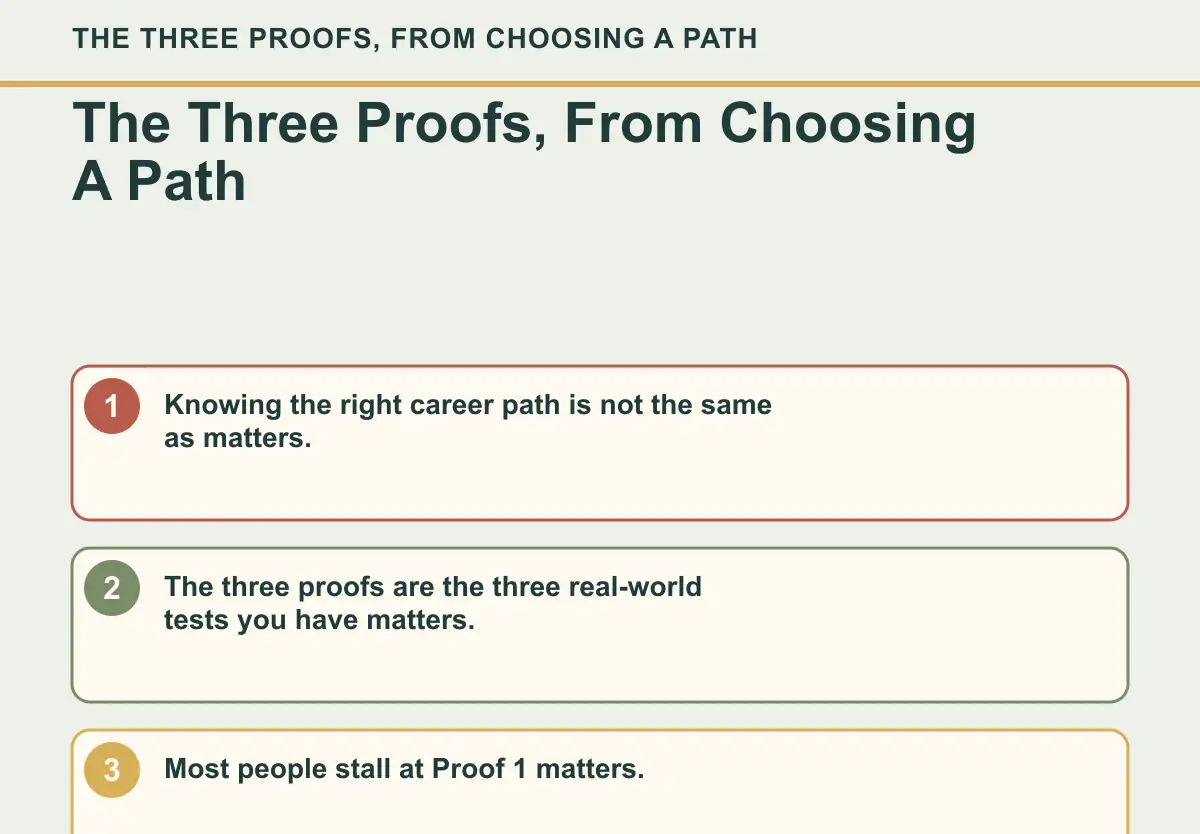 THE THREE PROOFS, FROM CHOOSING A PATH
The Three Proofs, From Choosing
A Path
1
Knowing the right career path is not the same
as matters.
2
The three proofs are the three real-world
tests you have matters.
3
Most people stall at Proof 1 matters.